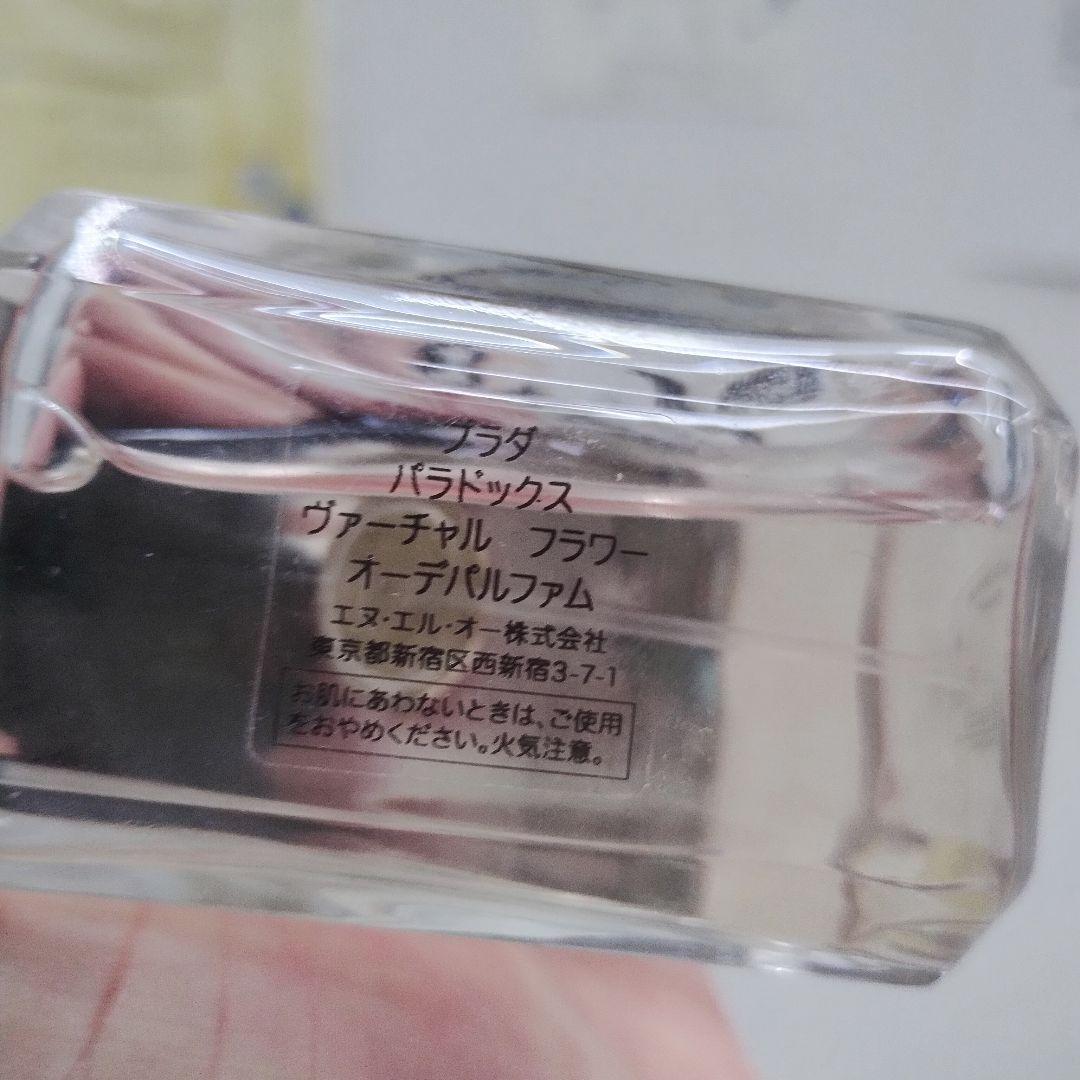 プラダ
パラドックス
ヴァーチャル フラワー
オーデパルファム
エヌ・エル・オー株式会社
東京都新宿区西新宿3-7-1
お肌にあわないときは、ご使用
をおやめください。火気注意。